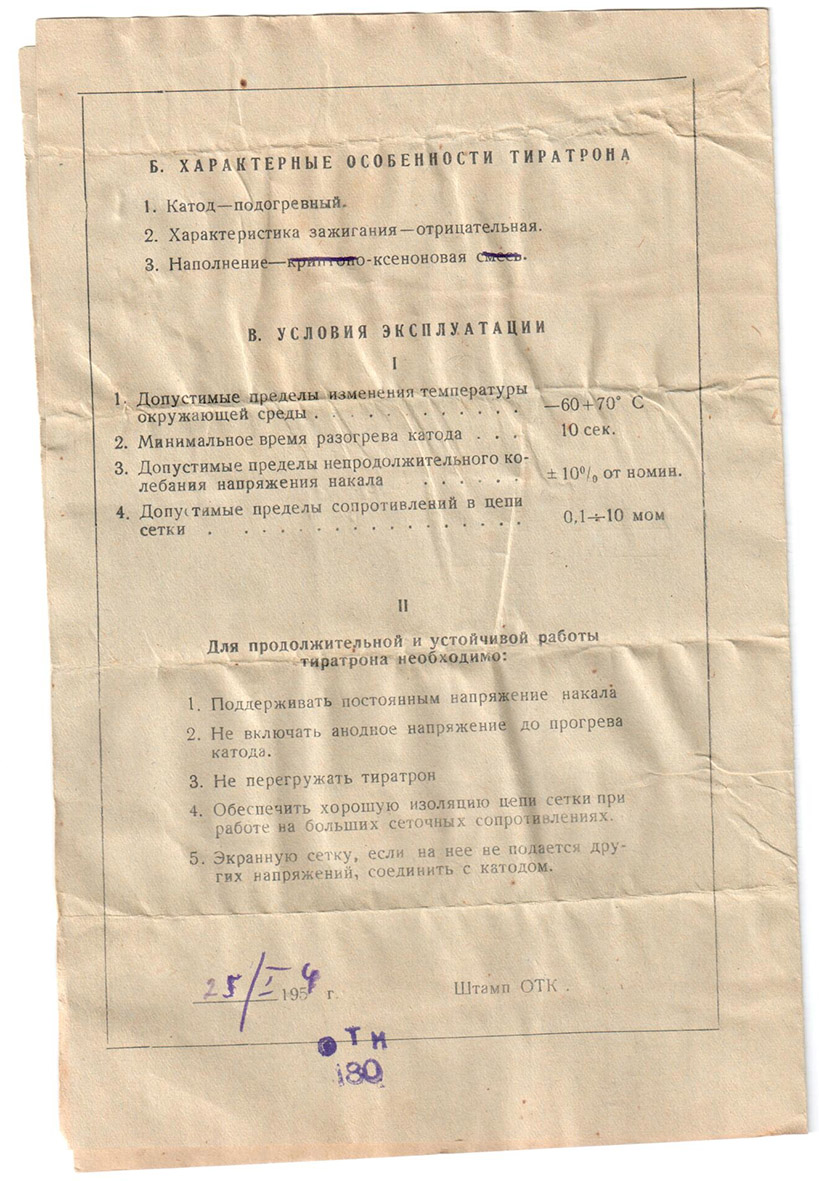 Б. ХАРАКТЕРНЫЕ ОСОБЕННОСТИ ТИРАТРОНА
1. Катод—подогревный.
2. Характеристика зажигания—отрицательная.
3. Наполнение—криптоно-ксеноновая смесь.
В. УСЛОВИЯ ЭКСПЛУАТАЦИИ
I
1. Допустимые пределы изменения температуры
окружающей среды . . . . . . . . . . . —60+70° С
2. Минимальное время разогрева катода . . . 10 сек.
3. Допустимые пределы непродолжительного ко-
лебания напряжения накала . . . . . . ±10% от номин.
4. Допустимые пределы сопротивлений в цепи
сетки . . . . . . . . . . . . . . . . 0,1÷10 мом
II
Для продолжительной и устойчивой работы
тиратрона необходимо:
1. Поддерживать постоянным напряжение накала
2. Не включать анодное напряжение до прогрева
катода.
3. Не перегружать тиратрон
4. Обеспечить хорошую изоляцию цепи сетки при
работе на больших сеточных сопротивлениях.
5. Экранную сетку, если на нее не подается дру-
гих напряжений, соединить с катодом.
25/I 1954 г. Штамп ОТК .
180